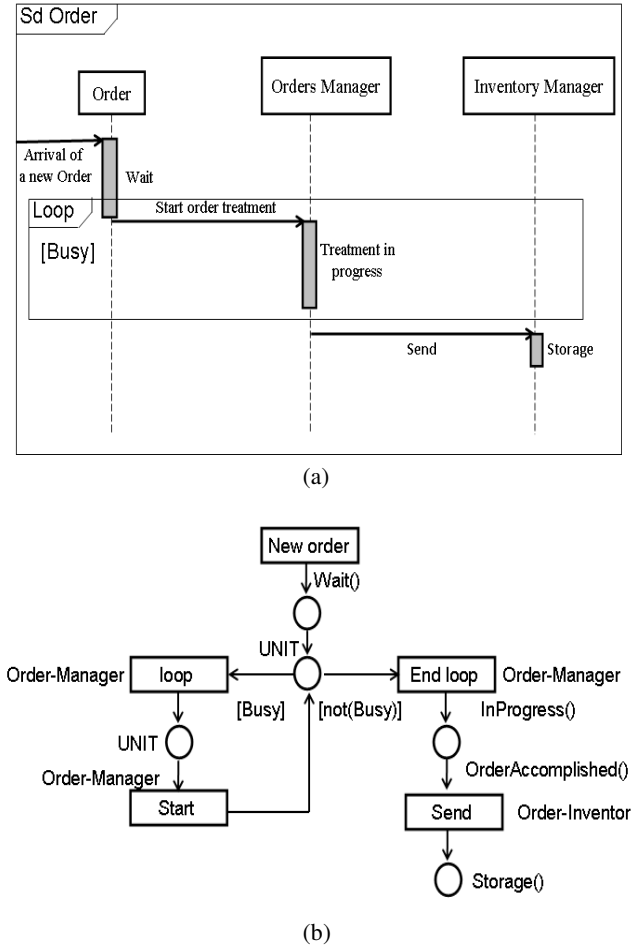 Sd Order
Order
Orders Manager
Inventory Manager
Arrival of
a new Order
Wait
Loop
Start order treatment
[Busy]
Treatment in
progress
Send
Storage
(a)
New order
Wait()
UNIT
Order-Manager
loop
End loop
Order-Manager
[Busy]
[not(Busy)]
InProgress()
UNIT
OrderAccomplished()
Order-Manager
Start
Send
Order-Inventor
Storage()
(b)